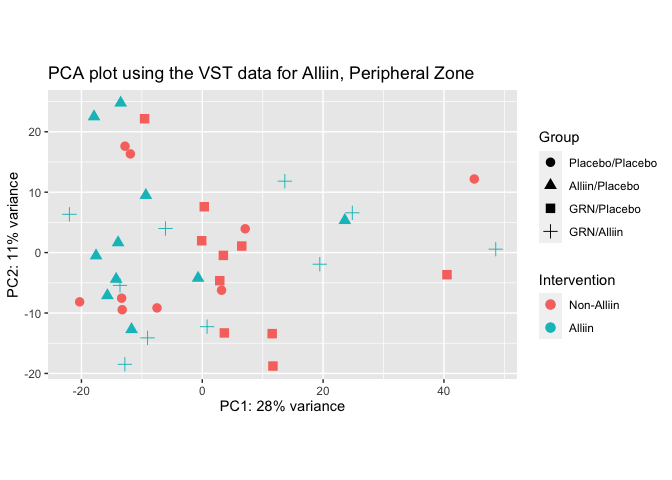 PCA plot using the VST data for Alliin, Peripheral Zone
20
10
0
-10
-20
PC2: 11% variance
-20
0
20
40
PC1: 28% variance
Group
Placebo/Placebo
Alliin/Placebo
GRN/Placebo
GRN/Alliin
Intervention
Non-Alliin
Alliin